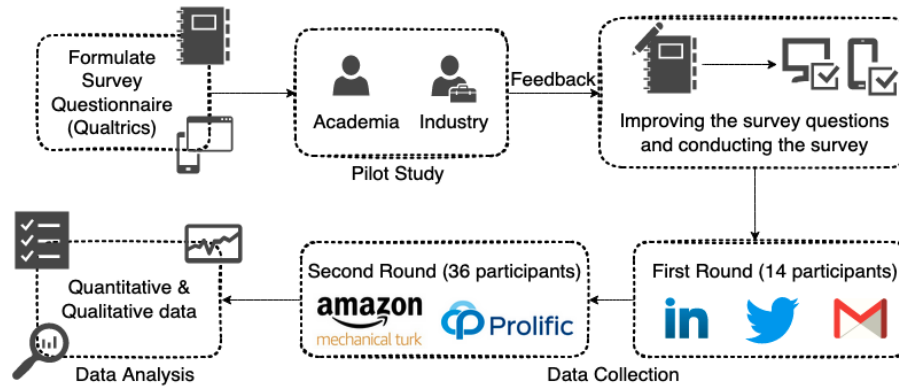 Formulate
Survey
Questionnaire
(Qualtrics)
Academia
Industry
Pilot Study
Feedback
Improving the survey questions
and conducting the survey
First Round (14 participants)
in
Second Round (36 participants)
amazon
mechanical turk
Prolific
Data Collection
Quantitative &
Qualitative data
Data Analysis